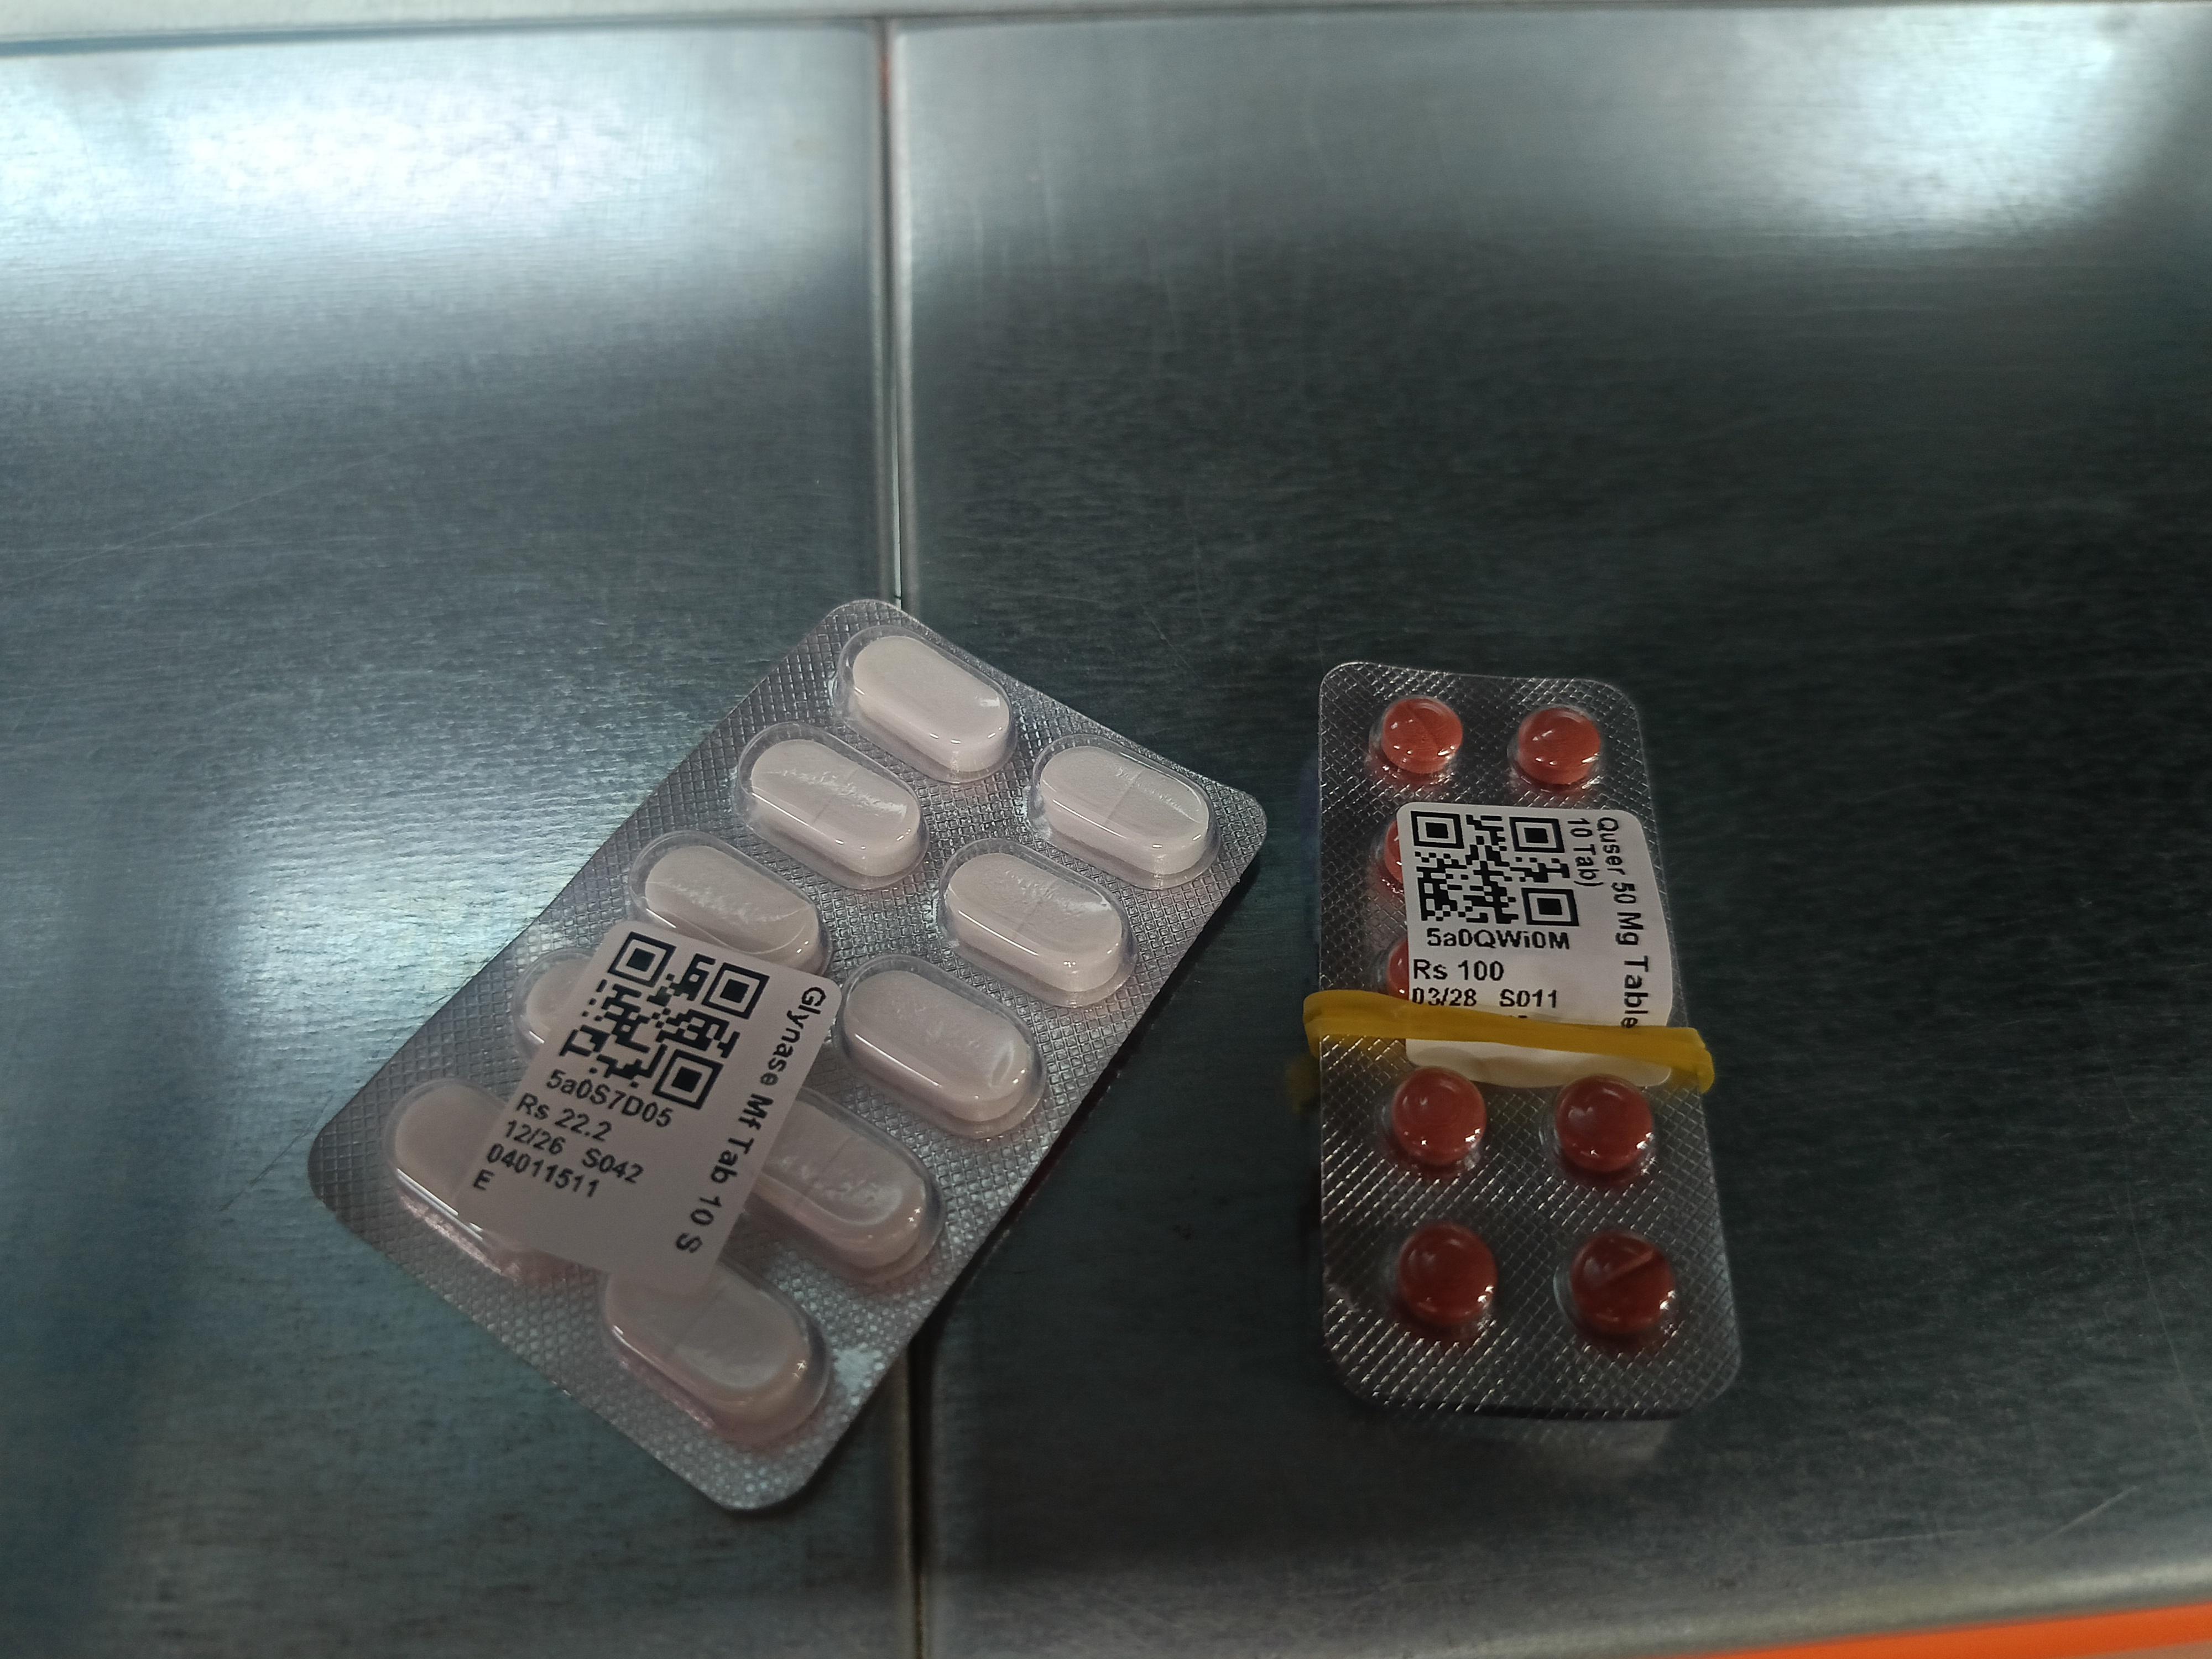 Glynase Mf Tab 10 S
5a0S7D05
Rs 22.2
12/26 S042
04011511
E
Quser 50 Mg Table
10 Tab)
5a0QWi0M
Rs 100
03/28 S011